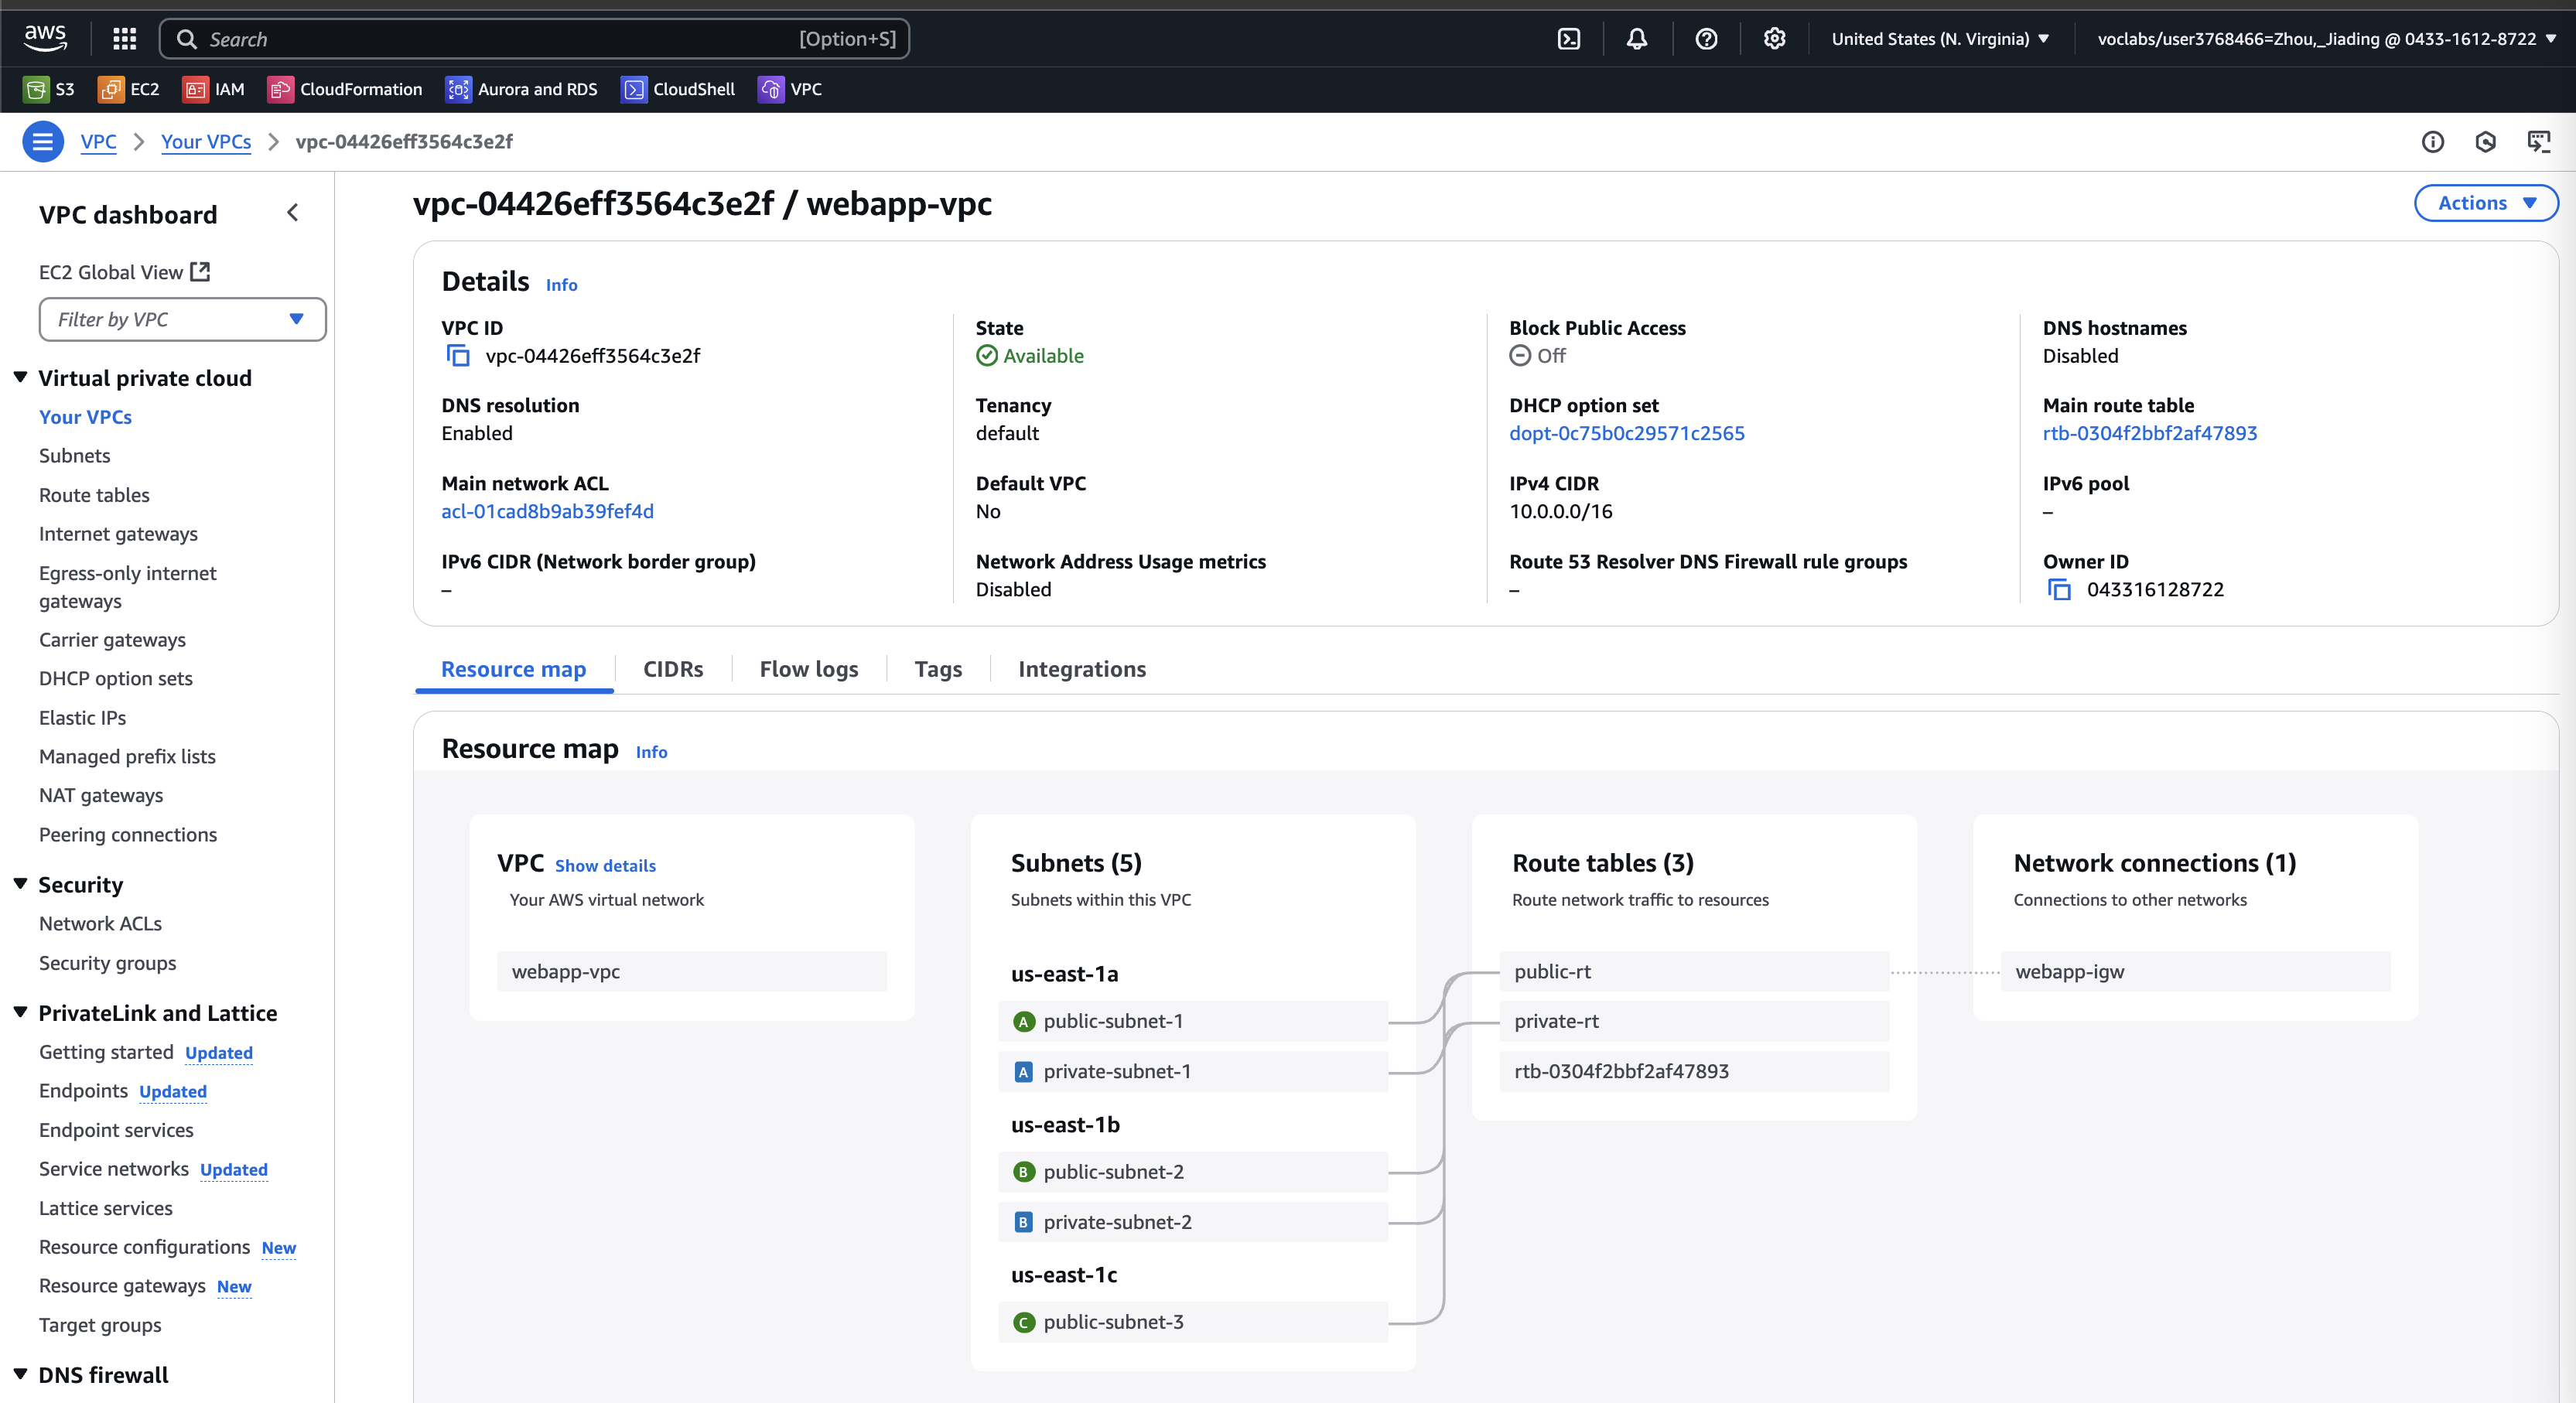 aws
Search [Option+S]
United States (N. Virginia)
voclabs/user3768466=Zhou,_Jiading @ 0433-1612-8722
S3 EC2 IAM CloudFormation Aurora and RDS CloudShell VPC
VPC Your VPCs vpc-04426eff3564c3e2f
VPC dashboard
EC2 Global View
Filter by VPC
Virtual private cloud
Your VPCs
Subnets
Route tables
Internet gateways
Egress-only internet
gateways
Carrier gateways
DHCP option sets
Elastic IPs
Managed prefix lists
NAT gateways
Peering connections
Security
Network ACLs
Security groups
PrivateLink and Lattice
Getting started Updated
Endpoints Updated
Endpoint services
Service networks Updated
Lattice services
Resource configurations New
Resource gateways New
Target groups
DNS firewall
vpc-04426eff3564c3e2f / webapp-vpc
Actions
Details Info
VPC ID
vpc-04426eff3564c3e2f
State
Available
Block Public Access
Off
DNS hostnames
Disabled
DNS resolution
Enabled
Tenancy
default
DHCP option set
dopt-0c75b0c29571c2565
Main route table
rtb-0304f2bbf2af47893
Main network ACL
acl-01cad8b9ab39fef4d
Default VPC
No
IPv4 CIDR
10.0.0.0/16
IPv6 pool
–
IPv6 CIDR (Network border group)
–
Network Address Usage metrics
Disabled
Route 53 Resolver DNS Firewall rule groups
–
Owner ID
043316128722
Resource map CIDRs Flow logs Tags Integrations
Resource map Info
VPC Show details
Your AWS virtual network
webapp-vpc
Subnets (5)
Subnets within this VPC
us-east-1a
A public-subnet-1
A private-subnet-1
us-east-1b
B public-subnet-2
B private-subnet-2
us-east-1c
C public-subnet-3
Route tables (3)
Route network traffic to resources
public-rt
private-rt
rtb-0304f2bbf2af47893
Network connections (1)
Connections to other networks
webapp-igw